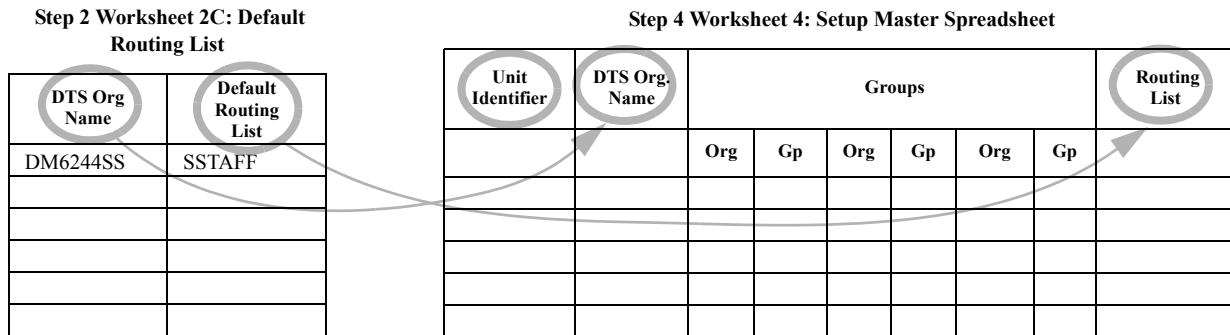 Step 2 Worksheet 2C: Default
Routing List
DTS Org
Name
Default
Routing
List
DM6244SS SSTAFF
Step 4 Worksheet 4: Setup Master Spreadsheet
Unit
Identifier
DTS Org.
Name
Groups
Routing
List
Org Gp Org Gp Org Gp